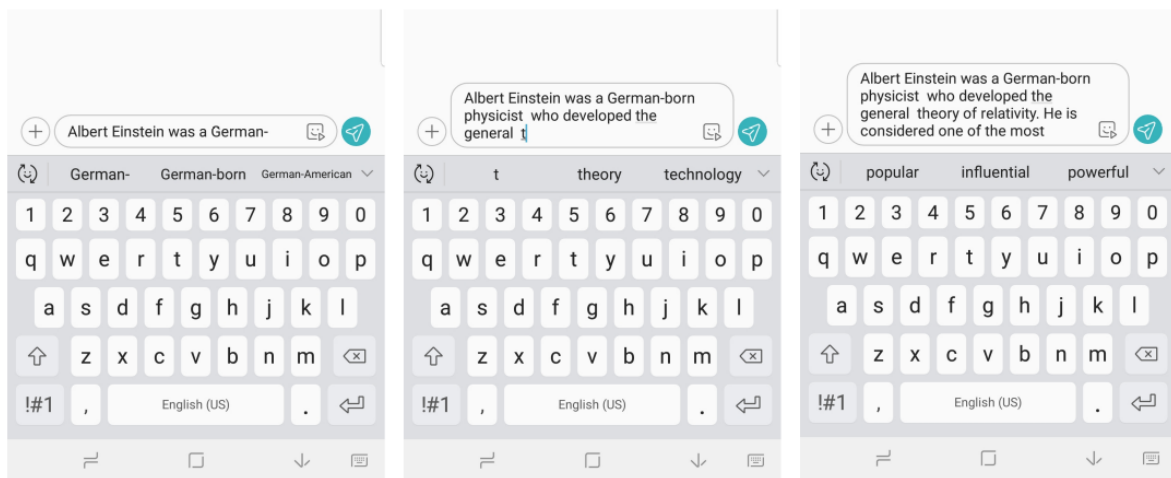 Albert Einstein was a German-
German- German-born German-American
1 2 3 4 5 6 7 8 9 0
q w e r t y u i o p
a s d f g h j k l
z x c v b n m
!#1 , English (US) .
Albert Einstein was a German-born
physicist who developed the
general t
t theory technology
1 2 3 4 5 6 7 8 9 0
q w e r t y u i o p
a s d f g h j k l
z x c v b n m
!#1 , English (US) .
Albert Einstein was a German-born
physicist who developed the
general theory of relativity. He is
considered one of the most
popular influential powerful
1 2 3 4 5 6 7 8 9 0
q w e r t y u i o p
a s d f g h j k l
z x c v b n m
!#1 , English (US) .